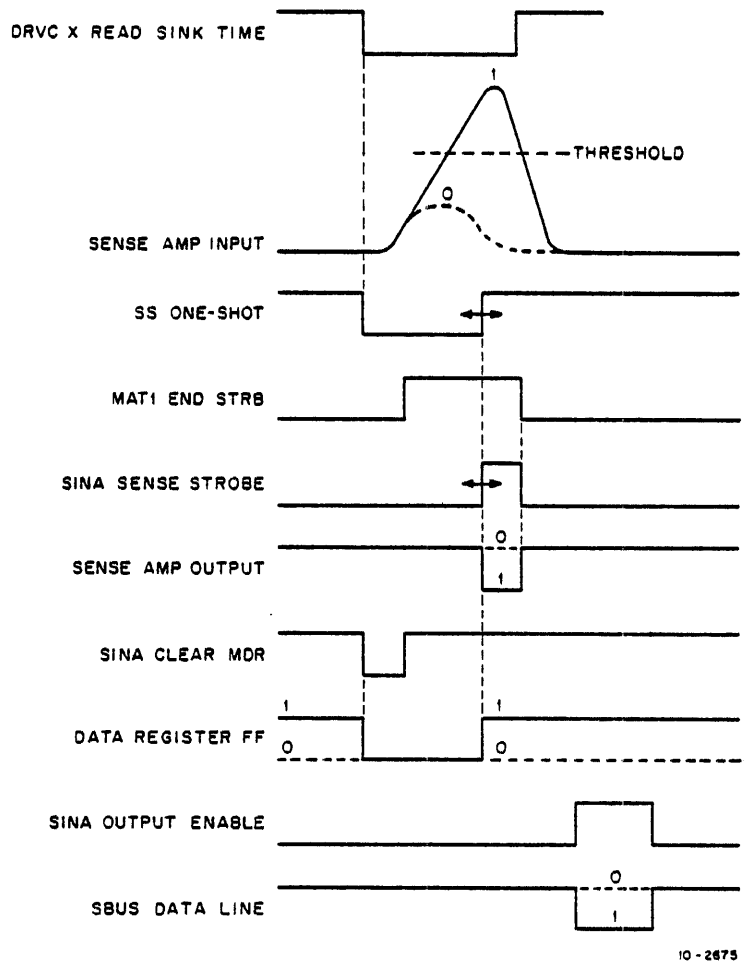 DRVC X READ SINK TIME
1
THRESHOLD
0
SENSE AMP INPUT
SS ONE-SHOT
MAT1 END STRB
SINA SENSE STROBE
0
SENSE AMP OUTPUT
1
SINA CLEAR MDR
1 1
DATA REGISTER FF
0 0
SINA OUTPUT ENABLE
0
SBUS DATA LINE
1
10-2675